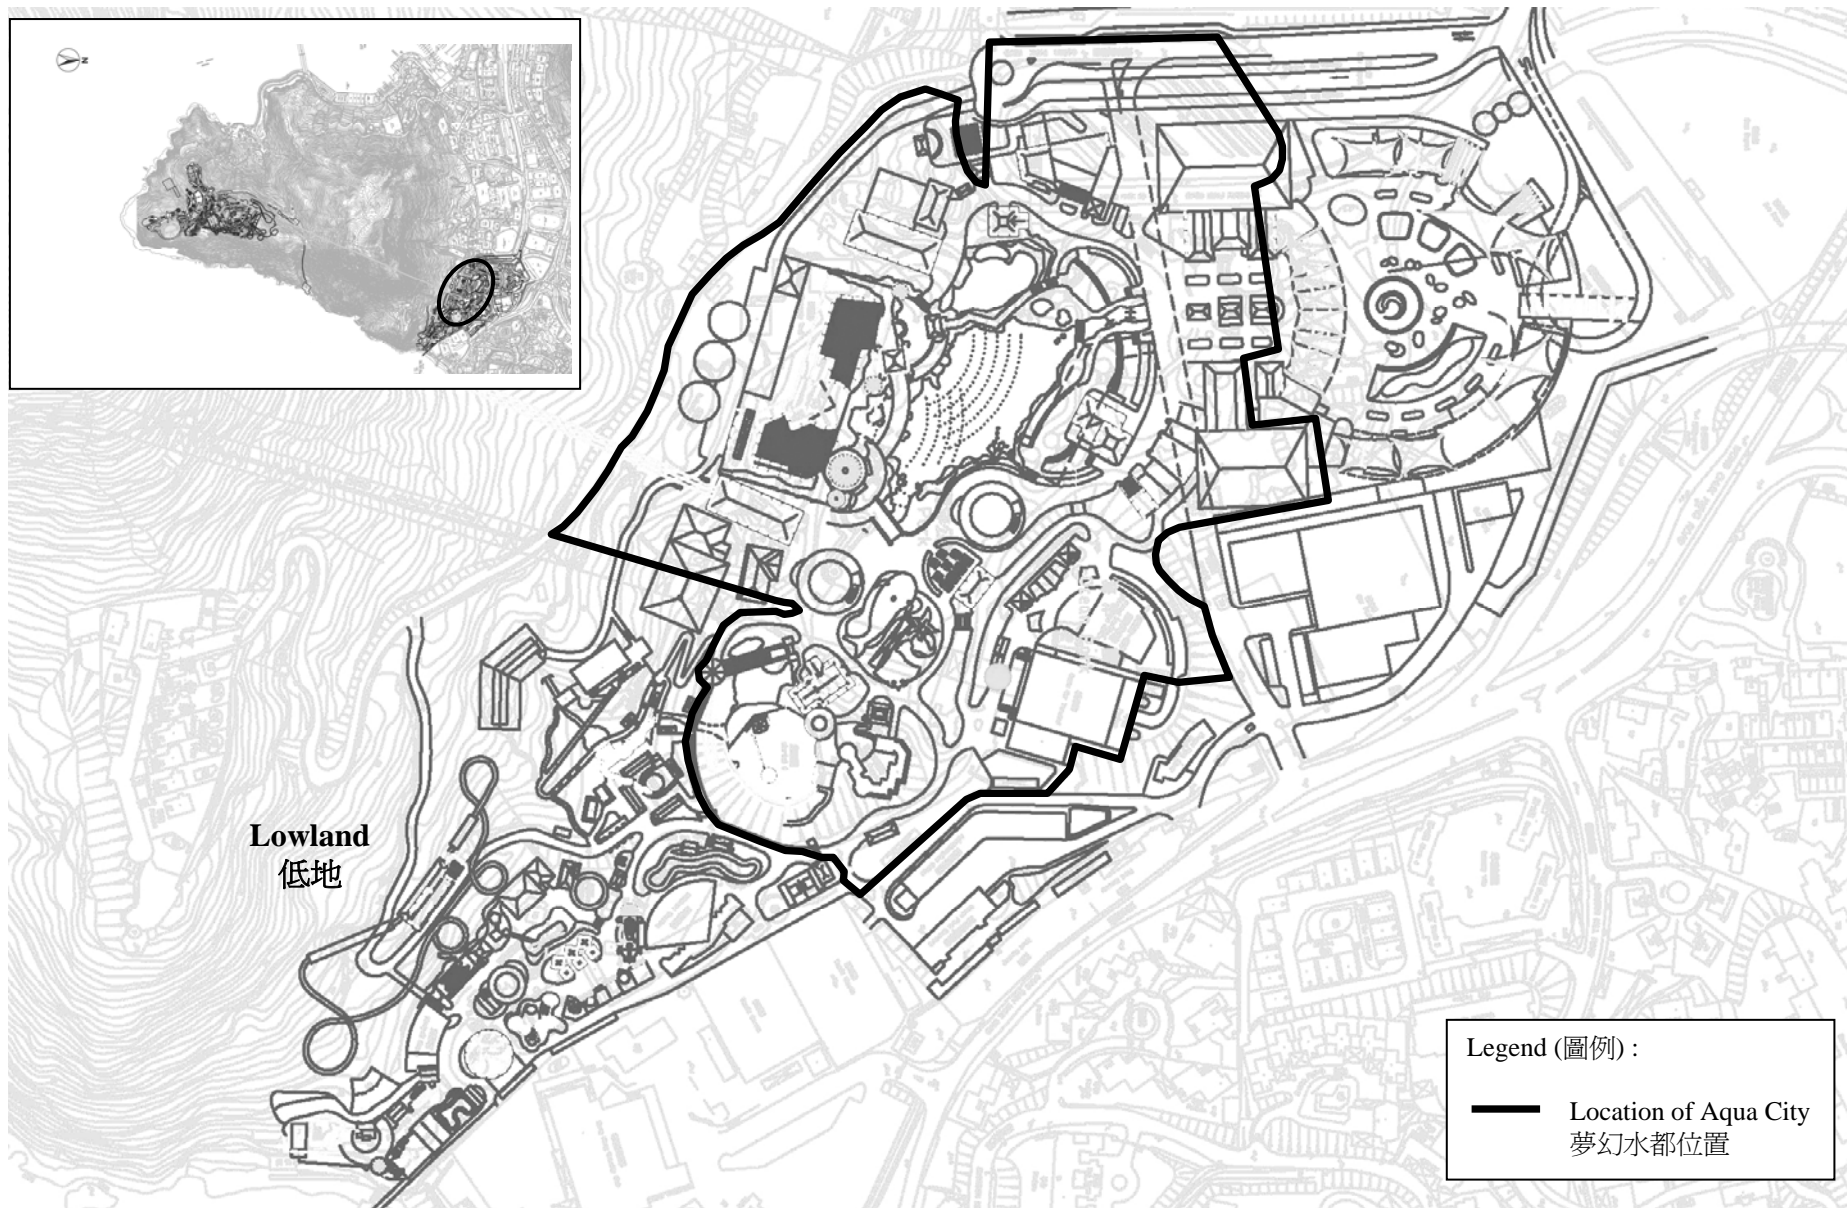 N
Lowland
低地
Legend (圖例) :
Location of Aqua City
夢幻水都位置